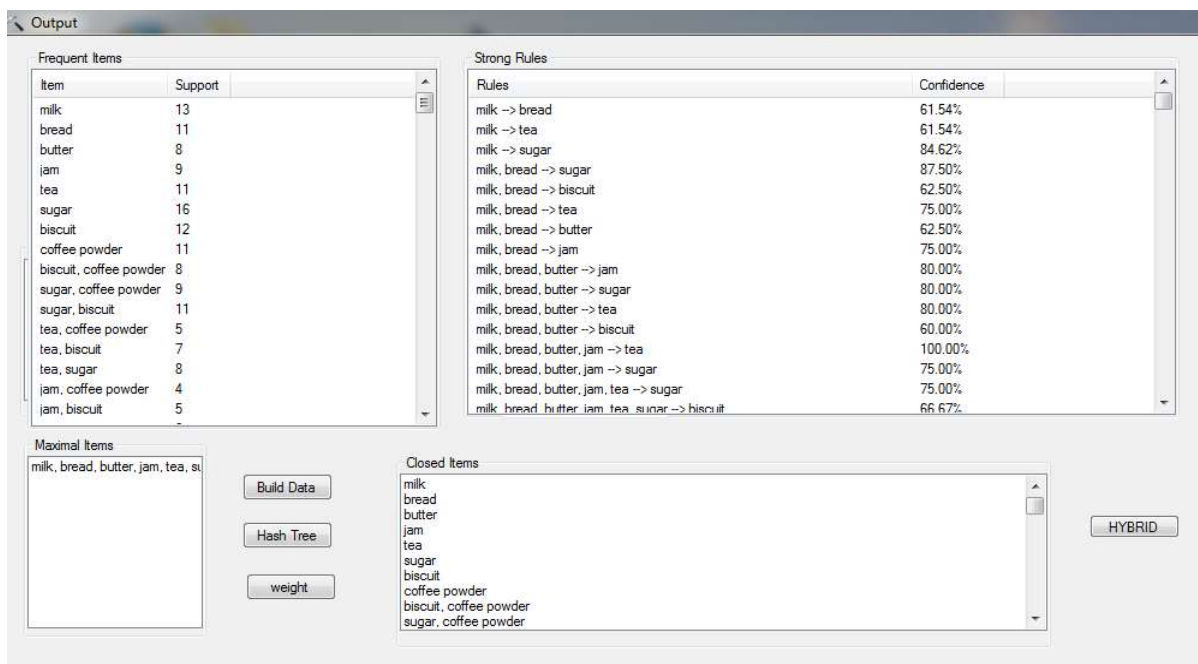 Output
Frequent Items
Item Support
milk 13
bread 11
butter 8
jam 9
tea 11
sugar 16
biscuit 12
coffee powder 11
biscuit, coffee powder 8
sugar, coffee powder 9
sugar, biscuit 11
tea, coffee powder 5
tea, biscuit 7
tea, sugar 8
jam, coffee powder 4
jam, biscuit 5
Strong Rules
Rules Confidence
milk --> bread 61.54%
milk --> tea 61.54%
milk --> sugar 84.62%
milk, bread --> sugar 87.50%
milk, bread --> biscuit 62.50%
milk, bread --> tea 75.00%
milk, bread --> butter 62.50%
milk, bread --> jam 75.00%
milk, bread, butter --> jam 80.00%
milk, bread, butter --> sugar 80.00%
milk, bread, butter --> tea 80.00%
milk, bread, butter --> biscuit 60.00%
milk, bread, butter, jam --> tea 100.00%
milk, bread, butter, jam --> sugar 75.00%
milk, bread, butter, jam, tea --> sugar 75.00%
milk, bread, butter, jam, tea, sugar --> biscuit 66.67%
Maximal Items
milk, bread, butter, jam, tea, su
Build Data
Hash Tree
weight
Closed Items
milk
bread
butter
jam
tea
sugar
biscuit
coffee powder
biscuit, coffee powder
sugar, coffee powder
HYBRID